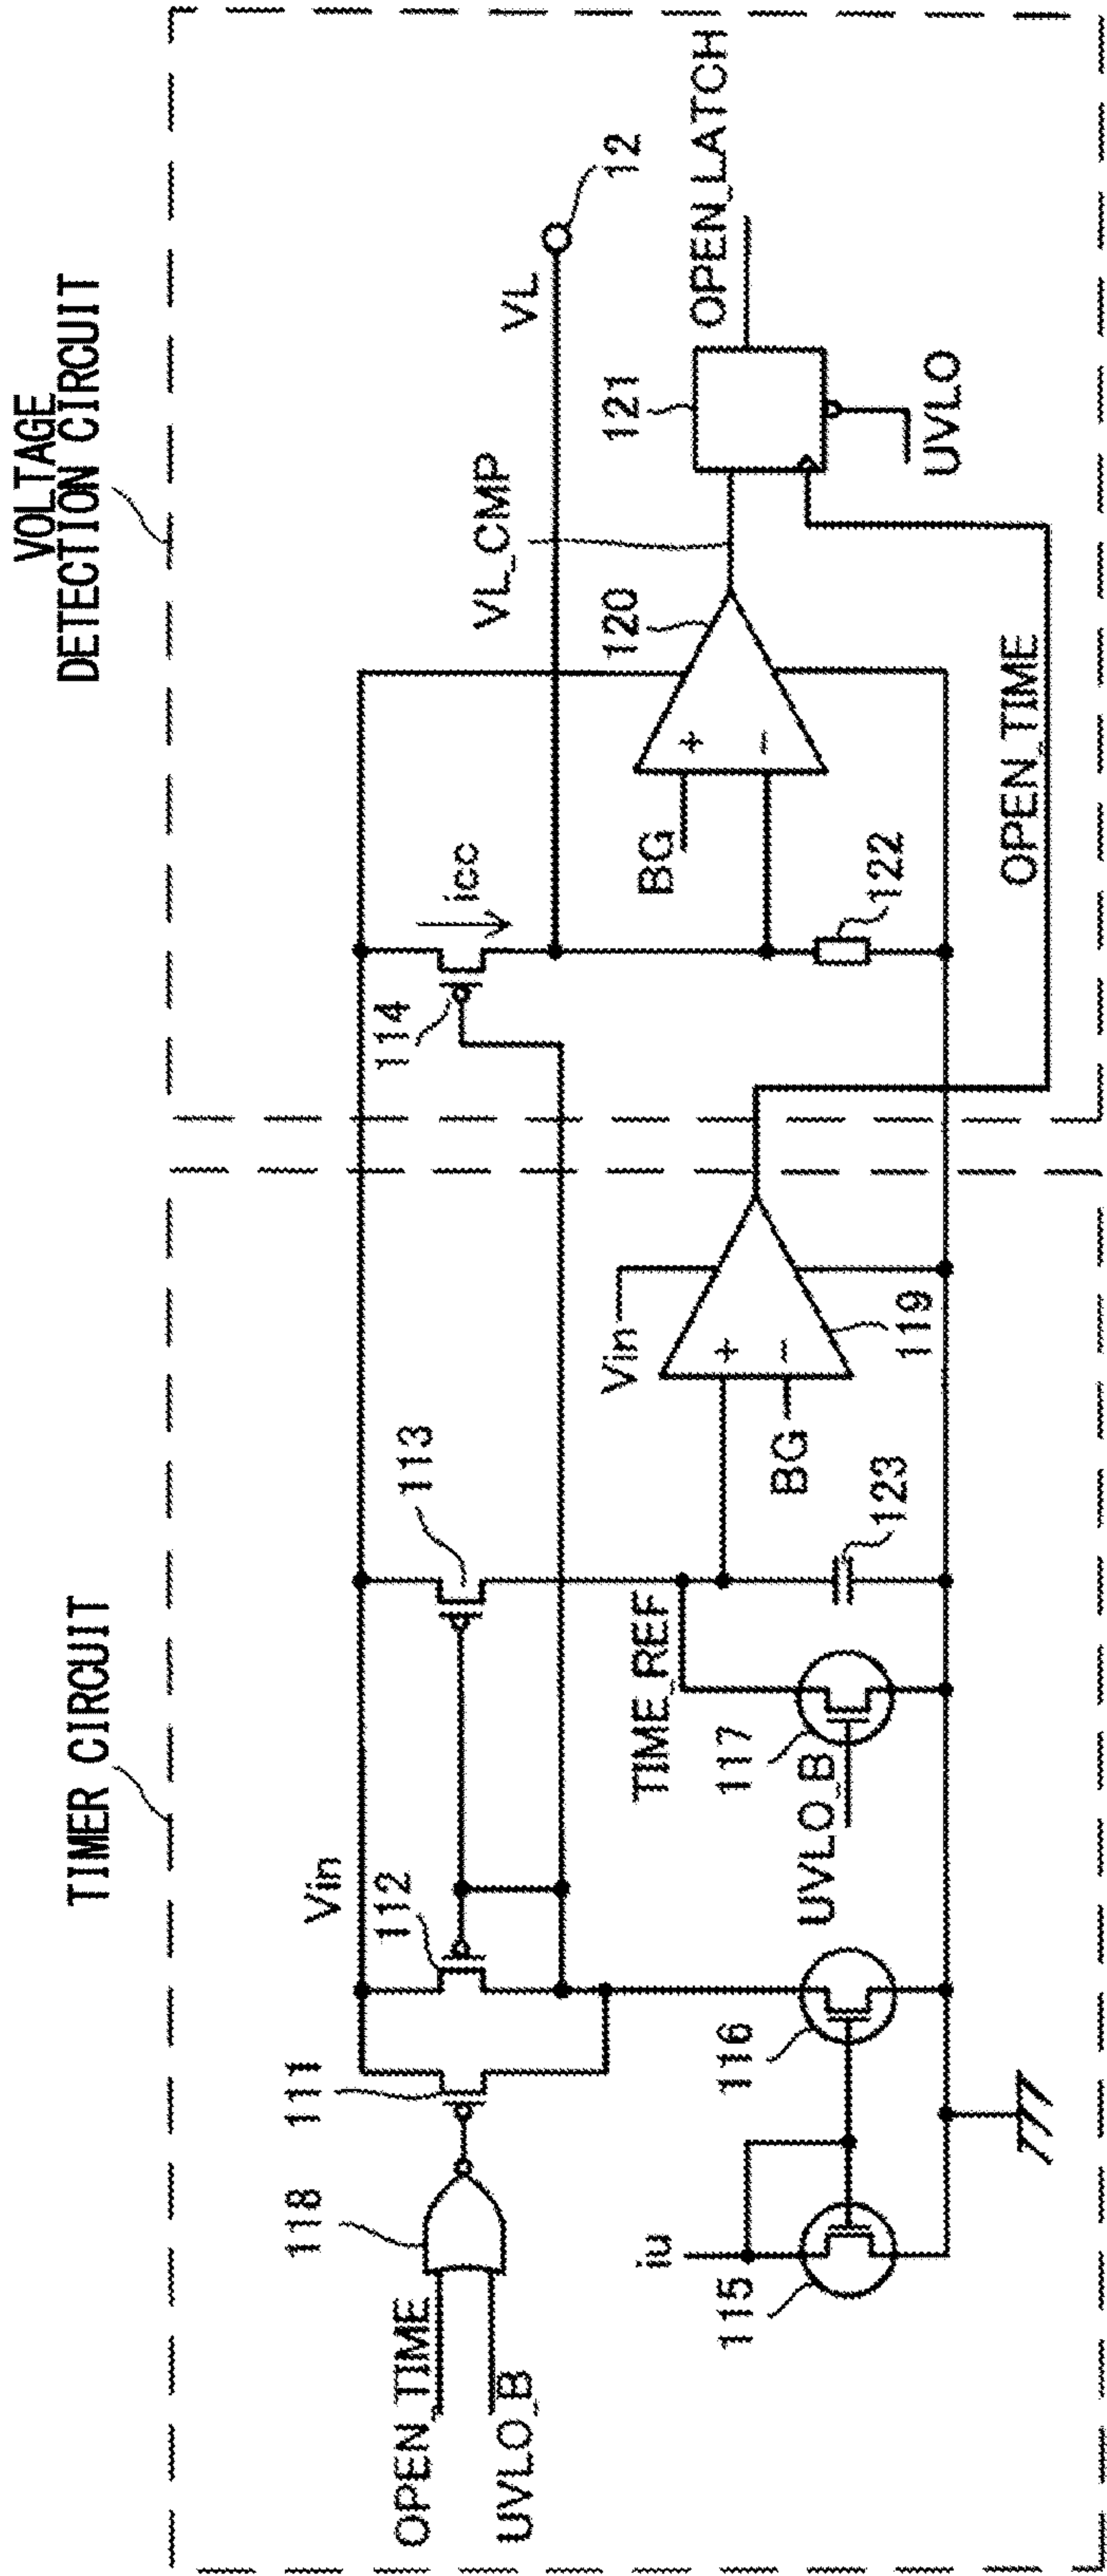 TIMER CIRCUIT
VOLTAGE
DETECTION CIRCUIT
OPEN_TIME
UVLO_B
118
111
Vin
112
113
114
icc
VL
12
iu
115
116
UVLO_B
117
TIME_REF
123
Vin
BG
+
−
119
BG
+
−
120
122
VL_CMP
121
OPEN_LATCH
UVLO
OPEN_TIME